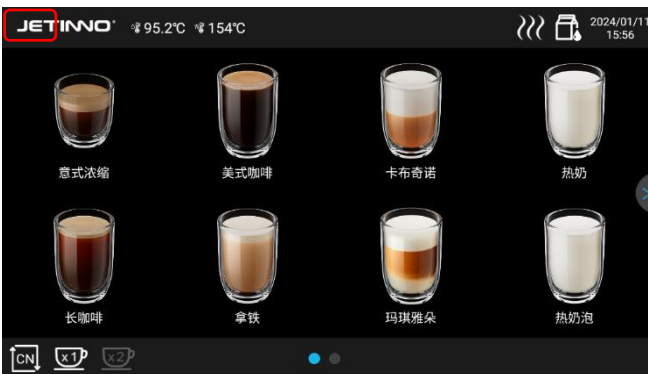 JETINNO 95.2℃ 154℃ 2024/01/11
15:56
意式浓缩 美式咖啡 卡布奇诺 热奶
长咖啡 拿铁 玛琪雅朵 热奶泡
CN x1 x2